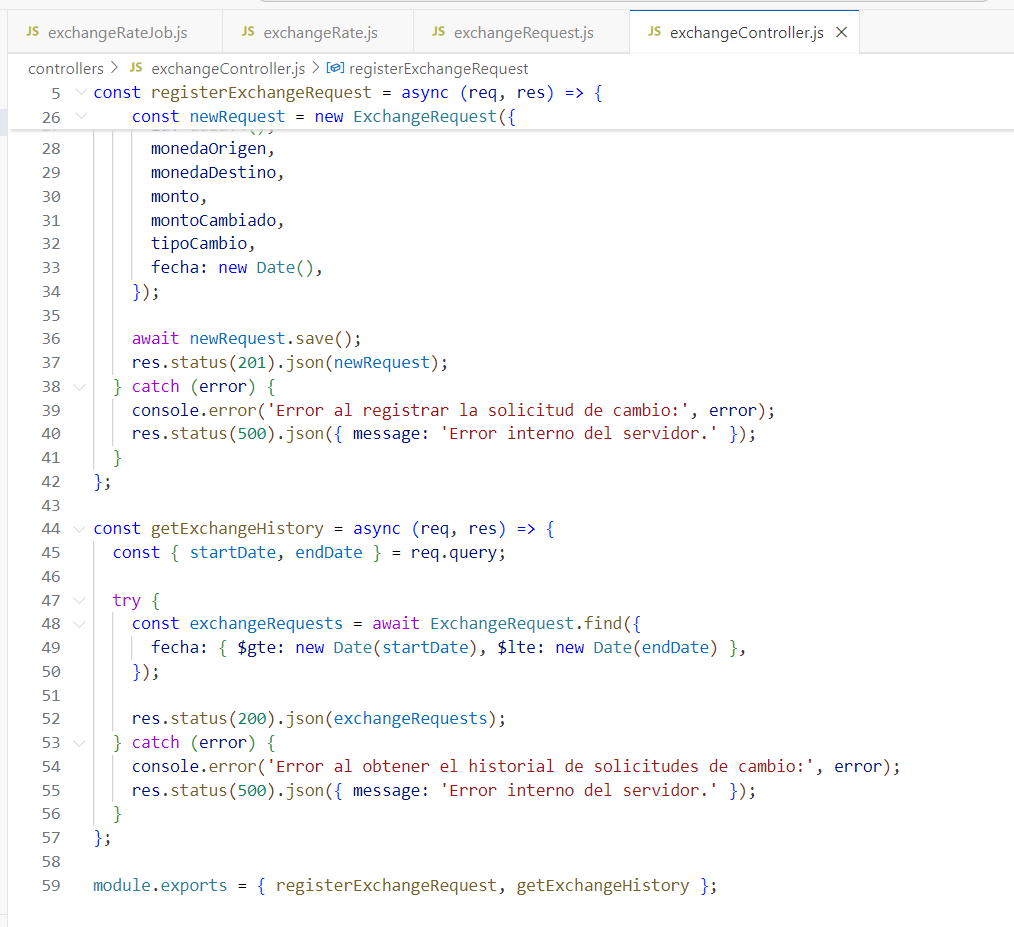 JS exchangeRateJob.js JS exchangeRate.js JS exchangeRequest.js JS exchangeController.js
controllers > JS exchangeController.js > registerExchangeRequest
5 const registerExchangeRequest = async (req, res) => {
26 const newRequest = new ExchangeRequest({
28 monedaOrigen,
29 monedaDestino,
30 monto,
31 montoCambiado,
32 tipoCambio,
33 fecha: new Date(),
34 });
35
36 await newRequest.save();
37 res.status(201).json(newRequest);
38 } catch (error) {
39 console.error('Error al registrar la solicitud de cambio:', error);
40 res.status(500).json({ message: 'Error interno del servidor.' });
41 }
42 };
43
44 const getExchangeHistory = async (req, res) => {
45 const { startDate, endDate } = req.query;
46
47 try {
48 const exchangeRequests = await ExchangeRequest.find({
49 fecha: { $gte: new Date(startDate), $lte: new Date(endDate) },
50 });
51
52 res.status(200).json(exchangeRequests);
53 } catch (error) {
54 console.error('Error al obtener el historial de solicitudes de cambio:', error);
55 res.status(500).json({ message: 'Error interno del servidor.' });
56 }
57 };
58
59 module.exports = { registerExchangeRequest, getExchangeHistory };